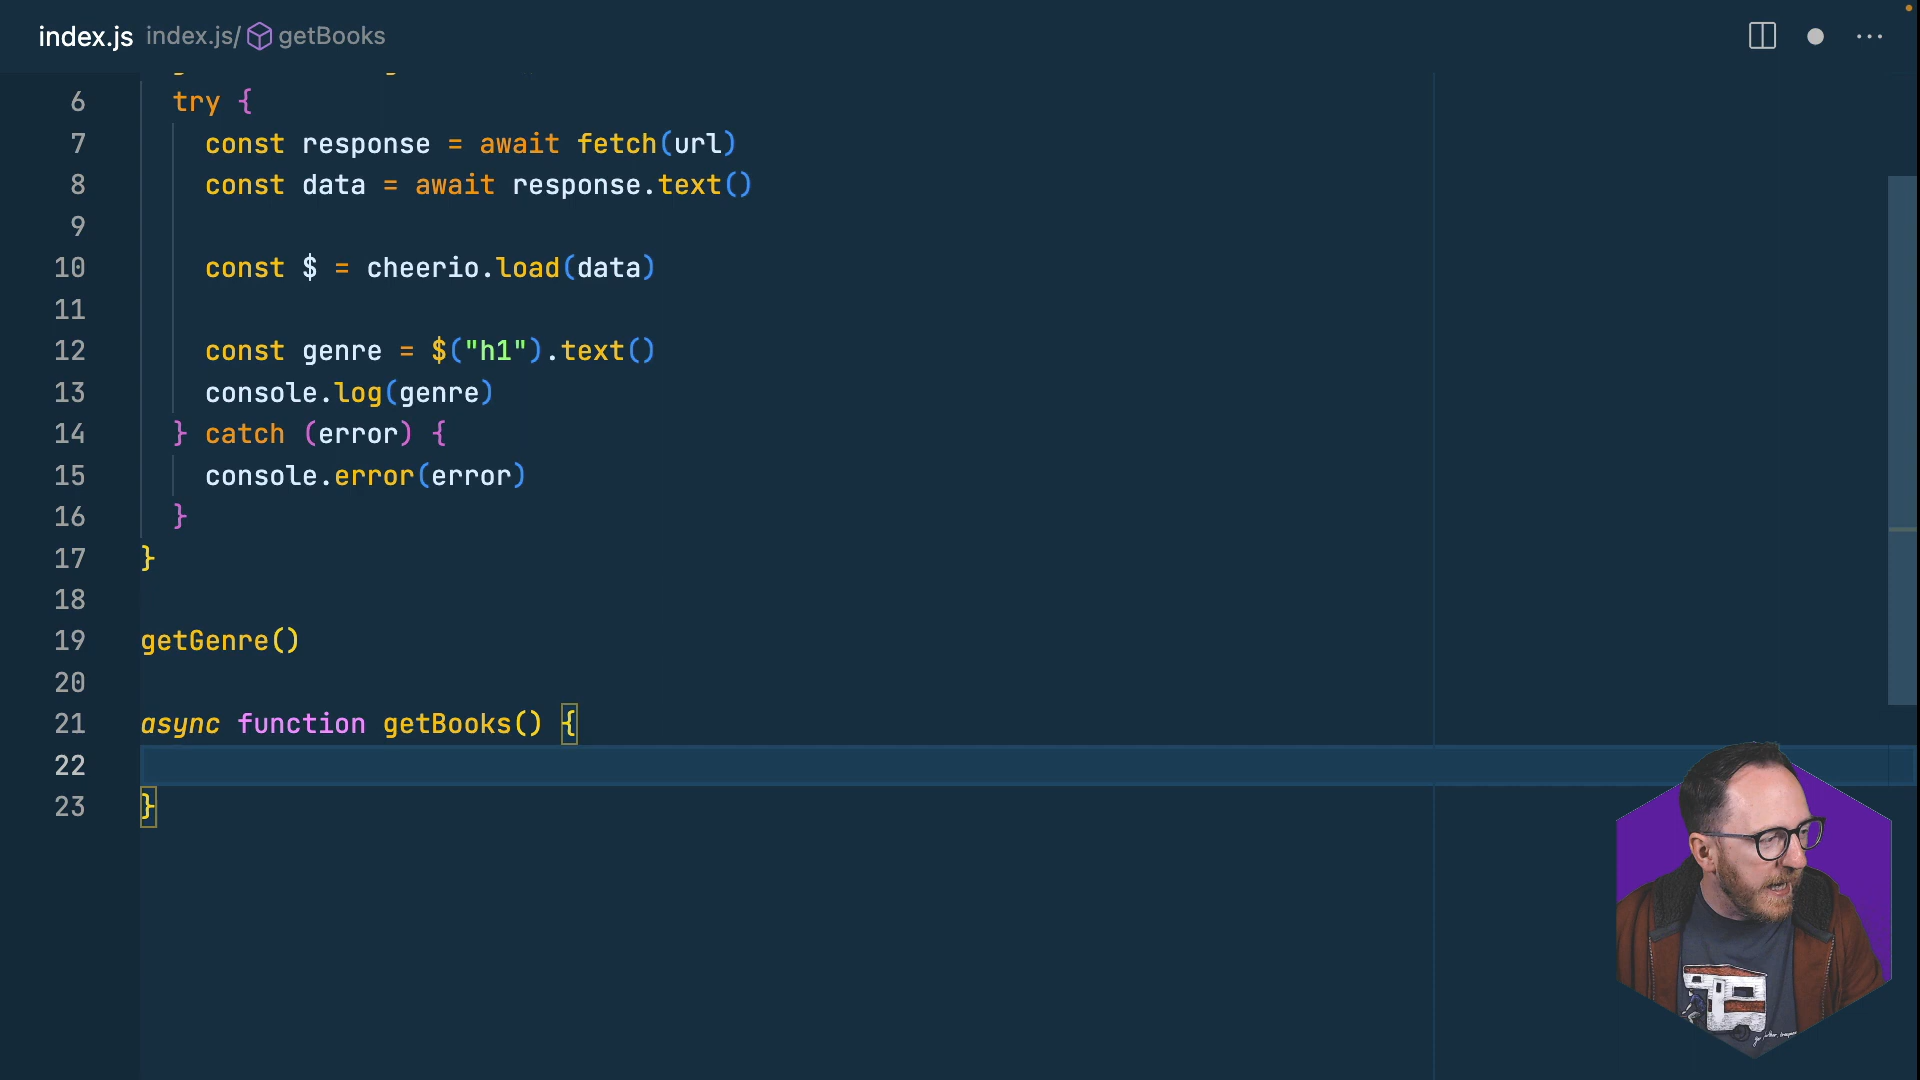 index.js index.js/ getBooks
6 try {
7 const response = await fetch(url)
8 const data = await response.text()
9
10 const $ = cheerio.load(data)
11
12 const genre = $("h1").text()
13 console.log(genre)
14 } catch (error) {
15 console.error(error)
16 }
17 }
18
19 getGenre()
20
21 async function getBooks() {
22
23 }